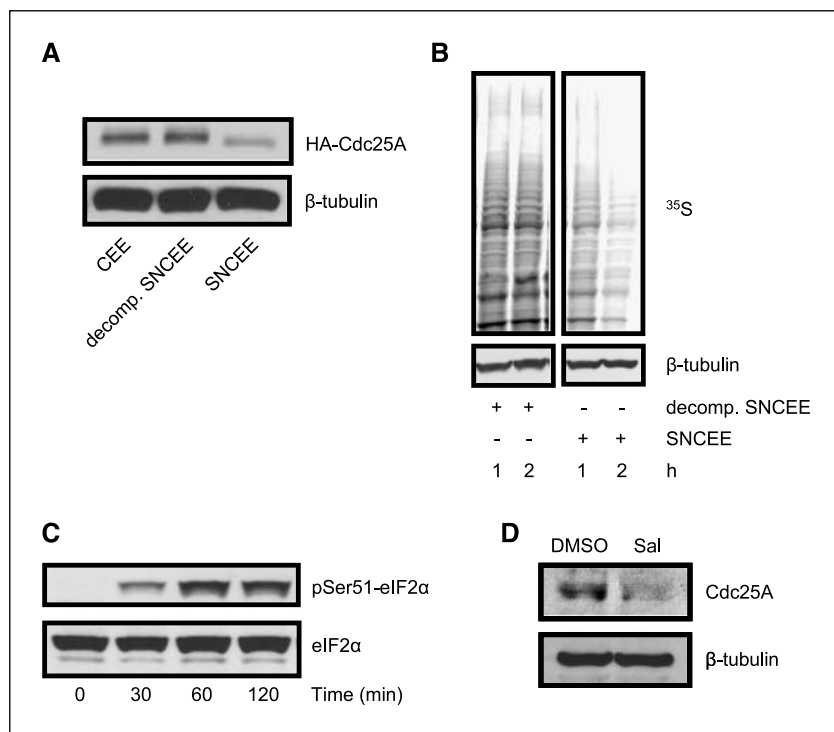 A
HA-Cdc25A
β-tubulin
CEE
decomp. SNCEE
SNCEE
B
³⁵S
β-tubulin
+ + - - decomp. SNCEE
- - + + SNCEE
1 2 1 2 h
C
pSer51-eIF2α
eIF2α
0 30 60 120 Time (min)
D
DMSO Sal
Cdc25A
β-tubulin